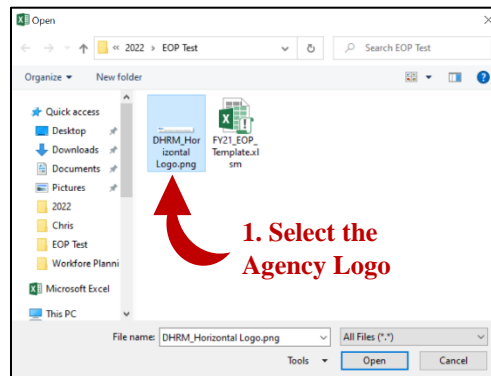 Open
« 2022 > EOP Test
Search EOP Test
Organize
New folder
Quick access
Desktop
Downloads
Documents
Pictures
2022
Chris
EOP Test
Workfore Planni
Microsoft Excel
This PC
DHRM_Hor
izontal
Logo.png
FY21_EOP_
Template.xl
sm
1. Select the
Agency Logo
File name: DHRM_Horizontal Logo.png
All Files (*.*)
Tools
Open
Cancel